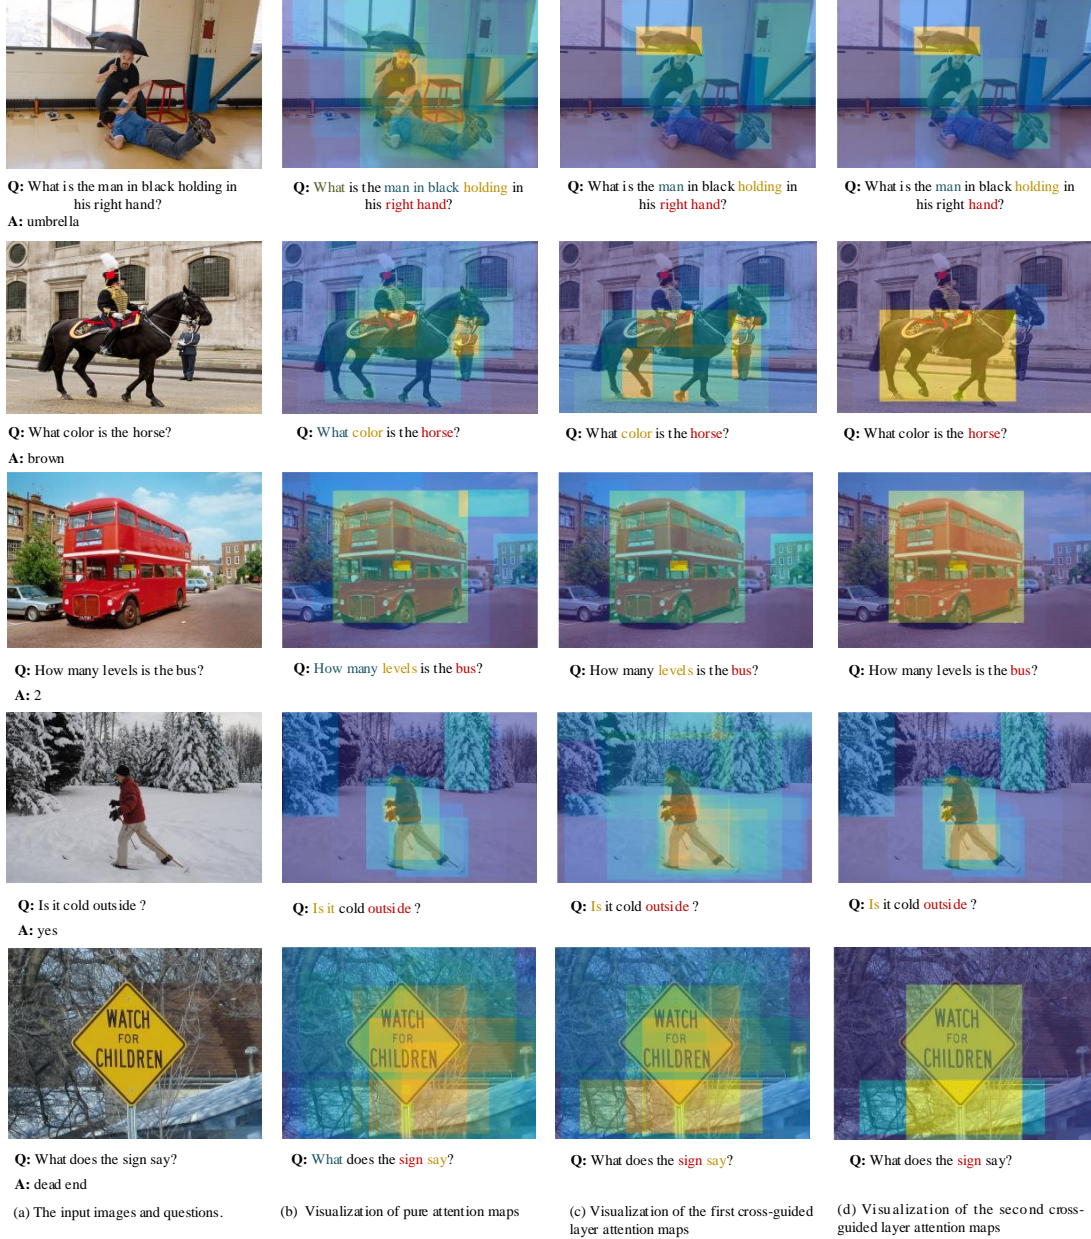 Q: What is the man in black holding in
his right hand?
A: umbrella
Q: What is the man in black holding in
his right hand?
Q: What is the man in black holding in
his right hand?
Q: What is the man in black holding in
his right hand?
Q: What color is the horse?
A: brown
Q: What color is the horse?
Q: What color is the horse?
Q: What color is the horse?
Q: How many levels is the bus?
A: 2
Q: How many levels is the bus?
Q: How many levels is the bus?
Q: How many levels is the bus?
Q: Is it cold outside ?
A: yes
Q: Is it cold outside ?
Q: Is it cold outside ?
Q: Is it cold outside ?
WATCH
FOR
CHILDREN
WATCH
FOR
CHILDREN
WATCH
FOR
CHILDREN
WATCH
FOR
CHILDREN
Q: What does the sign say?
A: dead end
Q: What does the sign say?
Q: What does the sign say?
Q: What does the sign say?
(a) The input images and questions.
(b) Visualization of pure attention maps
(c) Visualization of the first cross-guided
layer attention maps
(d) Visualization of the second cross-
guided layer attention maps